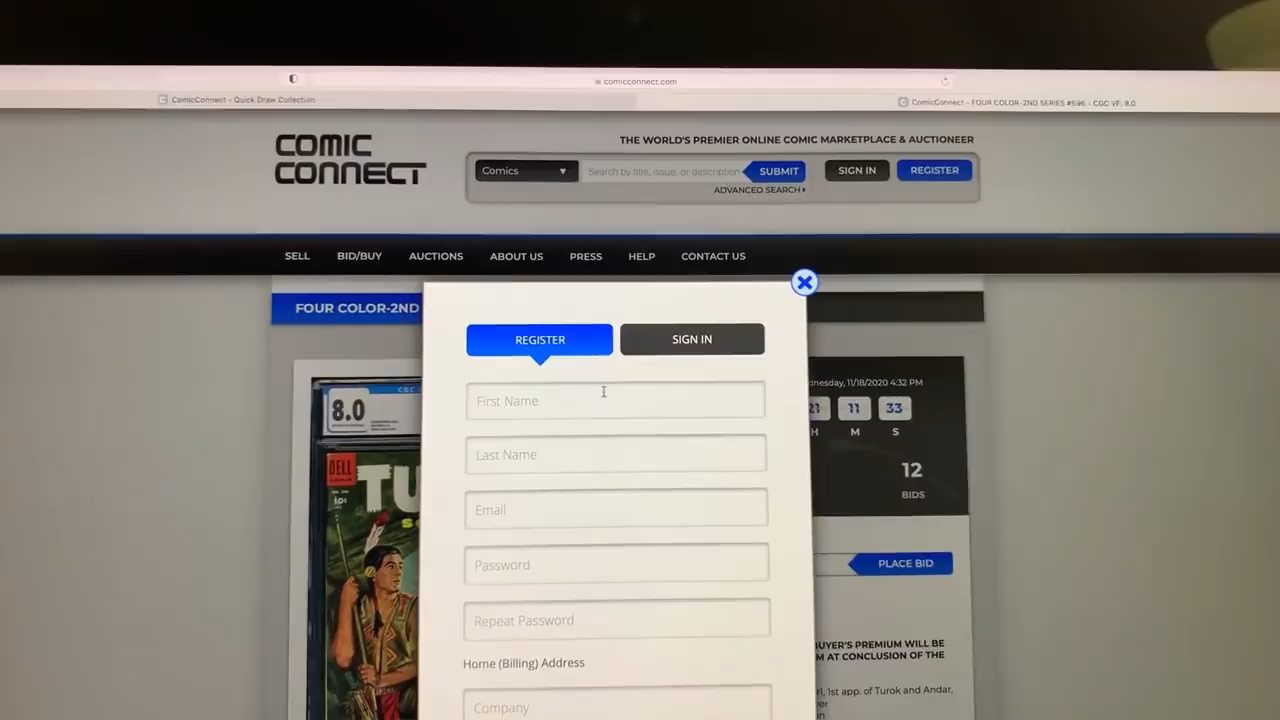 comicconnect.com
ComicConnect - Quick Draw Collection
ComicConnect - FOUR COLOR-2ND SERIES #596 - CGC VF: 8.0
COMIC
CONNECT
THE WORLD'S PREMIER ONLINE COMIC MARKETPLACE & AUCTIONEER
Comics
Search by title, issue, or description
SUBMIT
SIGN IN
REGISTER
ADVANCED SEARCH
SELL
BID/BUY
AUCTIONS
ABOUT US
PRESS
HELP
CONTACT US
FOUR COLOR-2ND
REGISTER
SIGN IN
First Name
Last Name
Email
Password
Repeat Password
Home (Billing) Address
Company
CGC
8.0
DELL
COMICS
10¢
TU
11/18/2020 4:32 PM
21
11
33
H
M
S
12
BIDS
PLACE BID
BUYER'S PREMIUM WILL BE
AT CONCLUSION OF THE
1st app. of Turok and Andar,